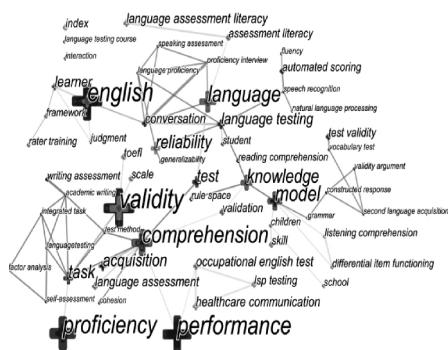 index
language assessment literacy
language testing course
assessment literacy
speaking assessment
interaction
fluency
proficiency interview
language proficiency
automated scoring
learner
english
language
speech recognition
framework
natural language processing
conversation
language testing
judgment
reliability
student
test validity
rater training
vocabulary test
toefl
generalizability
reading comprehension
validity argument
writing assessment
scale
test
knowledge
academic writing
rule space
model
constructed response
integrated task
validity
validation
grammar
second language acquisition
test method
children
listening comprehension
languagetesting
comprehension
skill
factor analysis
task
acquisition
occupational english test
differential item functioning
language assessment
lsp testing
school
self-assessment
cohesion
healthcare communication
proficiency
performance